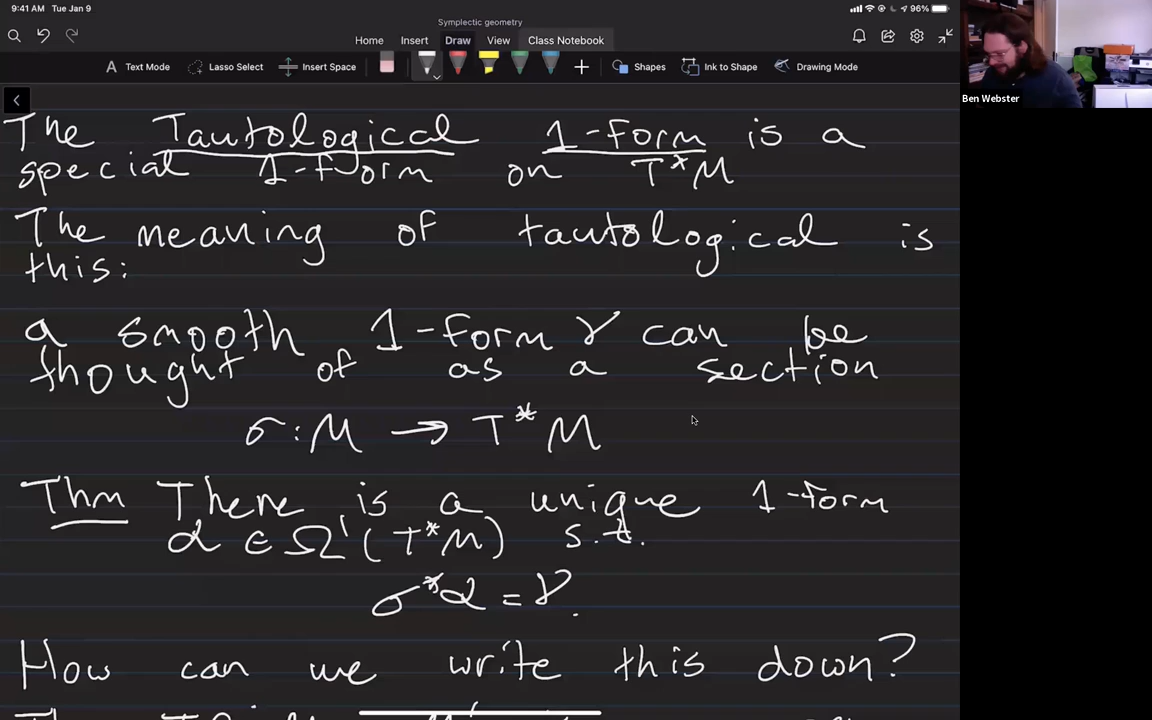 9:41 AM Tue Jan 9
96%
Symplectic geometry
Home Insert Draw View Class Notebook
Text Mode Lasso Select Insert Space Shapes Ink to Shape Drawing Mode
Ben Webster
The Tautological 1-form is a
special 1-form on T*M
The meaning of tautological is
this:
a smooth 1-form γ can be
thought of as a section
σ: M → T*M
Thm There is a unique 1-form
α ∈ Ω¹(T*M) s.t.
σ*α = γ.
How can we write this down?